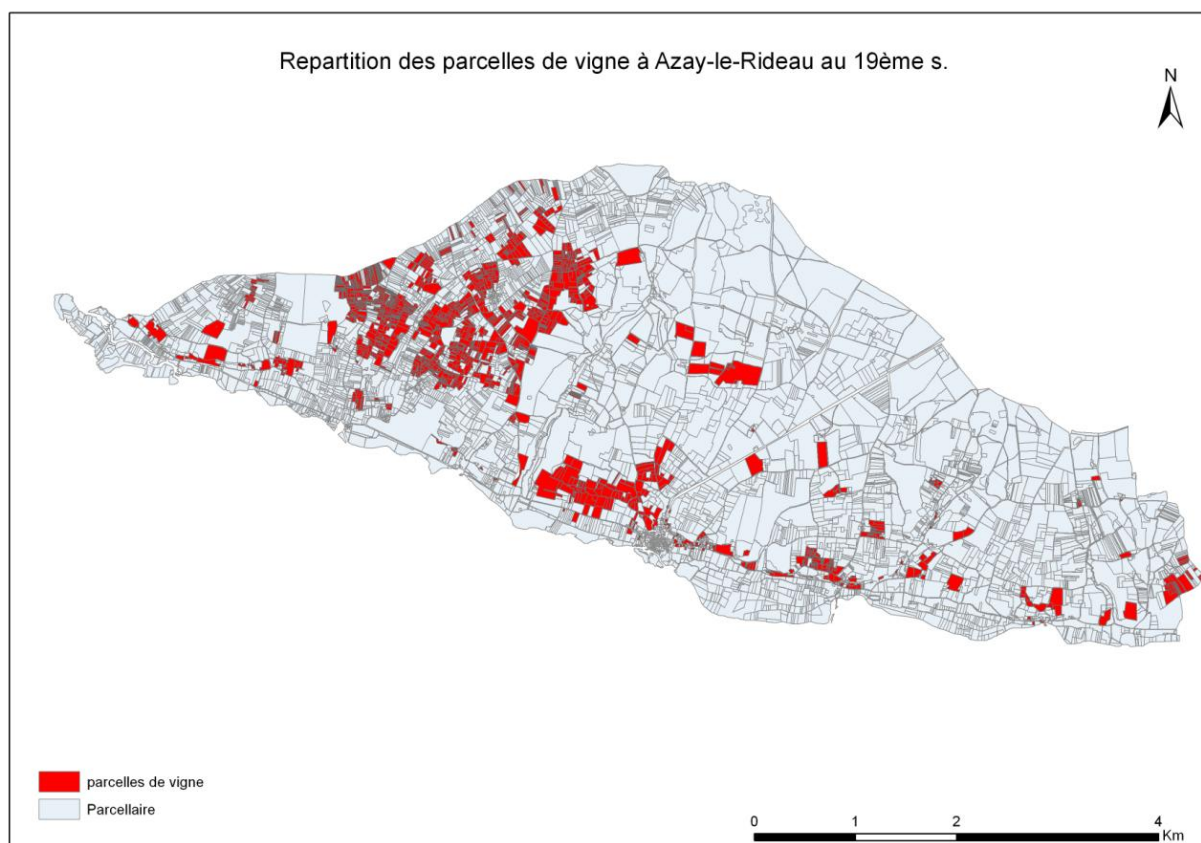 Repartition des parcelles de vigne à Azay-le-Rideau au 19ème s.
N
parcelles de vigne
Parcellaire
0 1 2 4
Km